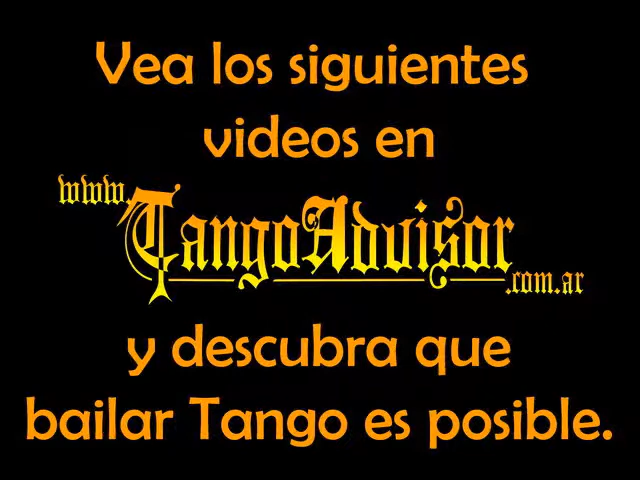 Vea los siguientes
videos en
www.TangoAdvisor.com.ar
y descubra que
bailar Tango es posible.